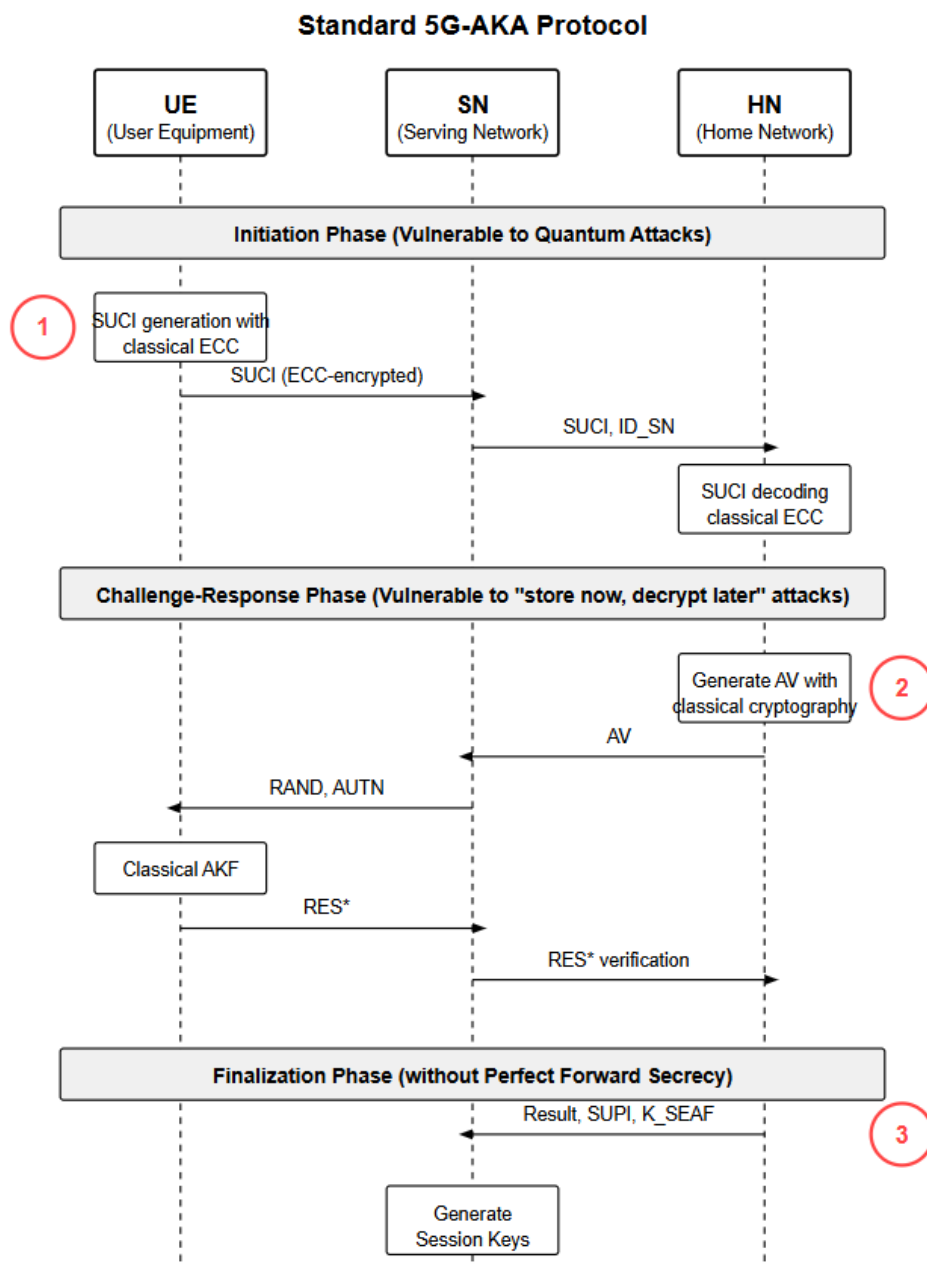 Standard 5G-AKA Protocol
UE
(User Equipment)
SN
(Serving Network)
HN
(Home Network)
Initiation Phase (Vulnerable to Quantum Attacks)
1
SUCI generation with
classical ECC
SUCI (ECC-encrypted)
SUCI, ID_SN
SUCI decoding
classical ECC
Challenge-Response Phase (Vulnerable to "store now, decrypt later" attacks)
Generate AV with
classical cryptography
2
AV
RAND, AUTN
Classical AKF
RES*
RES* verification
Finalization Phase (without Perfect Forward Secrecy)
Result, SUPI, K_SEAF
3
Generate
Session Keys